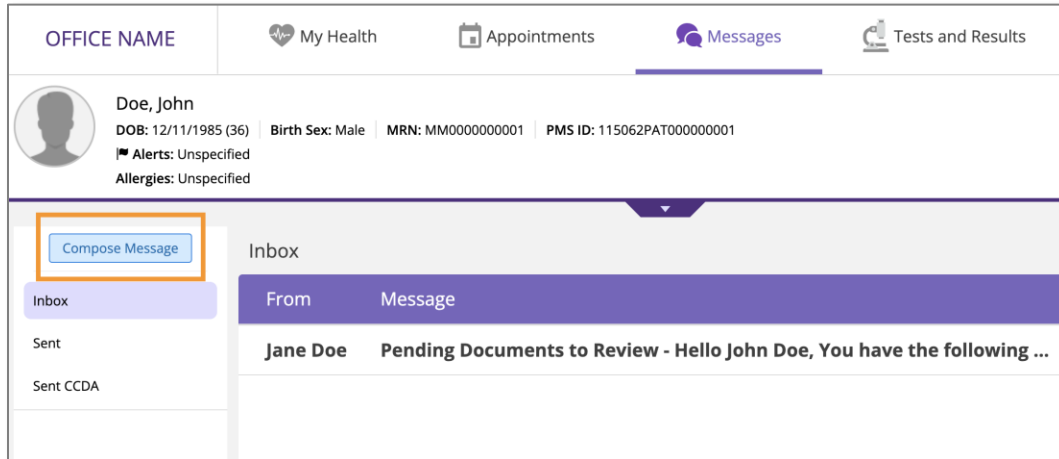 OFFICE NAME My Health Appointments Messages Tests and Results
Doe, John
DOB: 12/11/1985 (36) Birth Sex: Male MRN: MM0000000001 PMS ID: 115062PAT000000001
Alerts: Unspecified
Allergies: Unspecified
Compose Message
Inbox
Sent
Sent CCDA
Inbox
From Message
Jane Doe Pending Documents to Review - Hello John Doe, You have the following ...